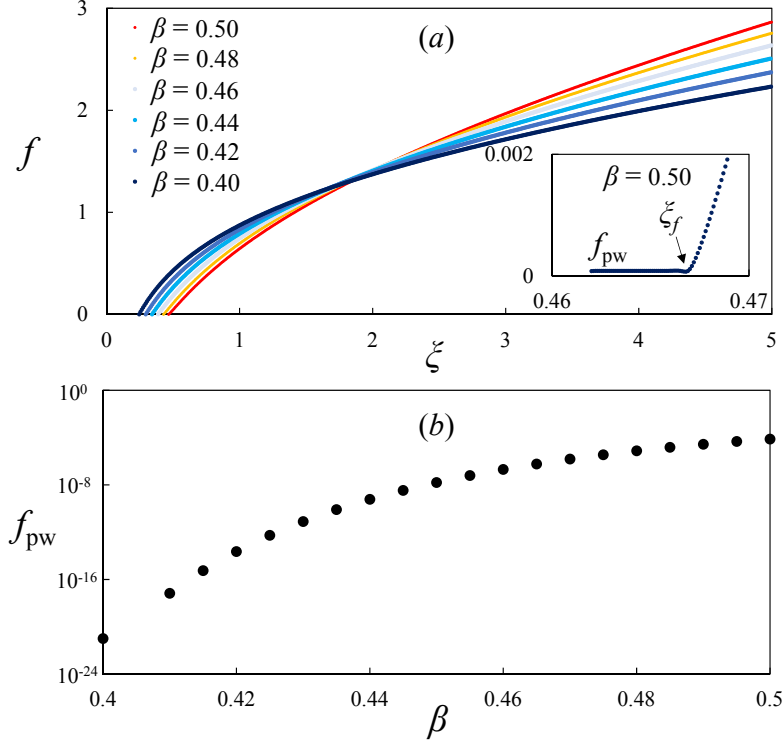 3
2
1
0
f
β = 0.50
β = 0.48
β = 0.46
β = 0.44
β = 0.42
β = 0.40
(a)
0.002
0
β = 0.50
ξf
fpw
0.46
0.47
0
1
2
3
4
5
ξ
10^0
10^-8
10^-16
10^-24
fpw
(b)
0.4
0.42
0.44
0.46
0.48
0.5
β